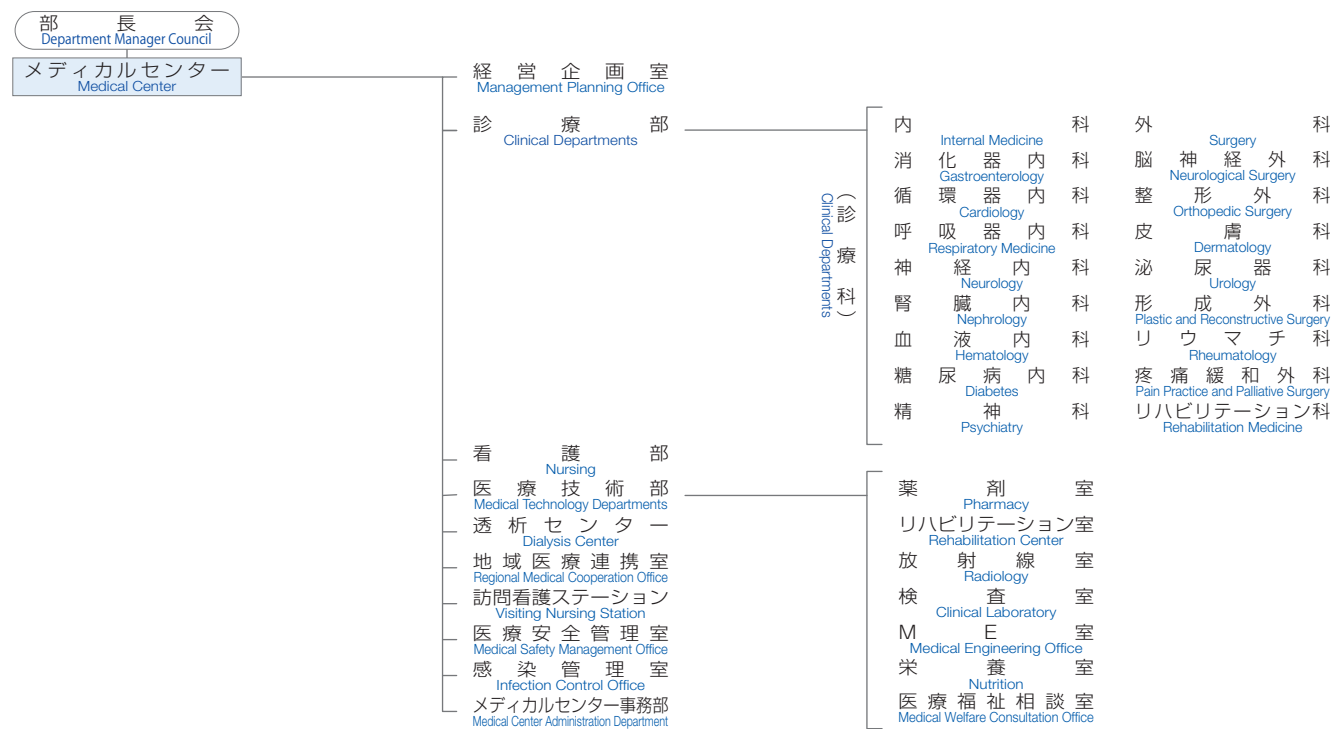 部長会
Department Manager Council
メディカルセンター
Medical Center
経営企画室
Management Planning Office
診療部
Clinical Departments
（診療科）
Clinical Departments
内科
Internal Medicine
外科
Surgery
消化器内科
Gastroenterology
脳神経外科
Neurological Surgery
循環器内科
Cardiology
整形外科
Orthopedic Surgery
呼吸器内科
Respiratory Medicine
皮膚科
Dermatology
神経内科
Neurology
泌尿器科
Urology
腎臓内科
Nephrology
形成外科
Plastic and Reconstructive Surgery
血液内科
Hematology
リウマチ科
Rheumatology
糖尿病内科
Diabetes
疼痛緩和外科
Pain Practice and Palliative Surgery
精神科
Psychiatry
リハビリテーション科
Rehabilitation Medicine
看護部
Nursing
医療技術部
Medical Technology Departments
透析センター
Dialysis Center
地域医療連携室
Regional Medical Cooperation Office
訪問看護ステーション
Visiting Nursing Station
医療安全管理室
Medical Safety Management Office
感染管理室
Infection Control Office
メディカルセンター事務部
Medical Center Administration Department
薬剤室
Pharmacy
リハビリテーション室
Rehabilitation Center
放射線室
Radiology
検査室
Clinical Laboratory
ME室
Medical Engineering Office
栄養室
Nutrition
医療福祉相談室
Medical Welfare Consultation Office